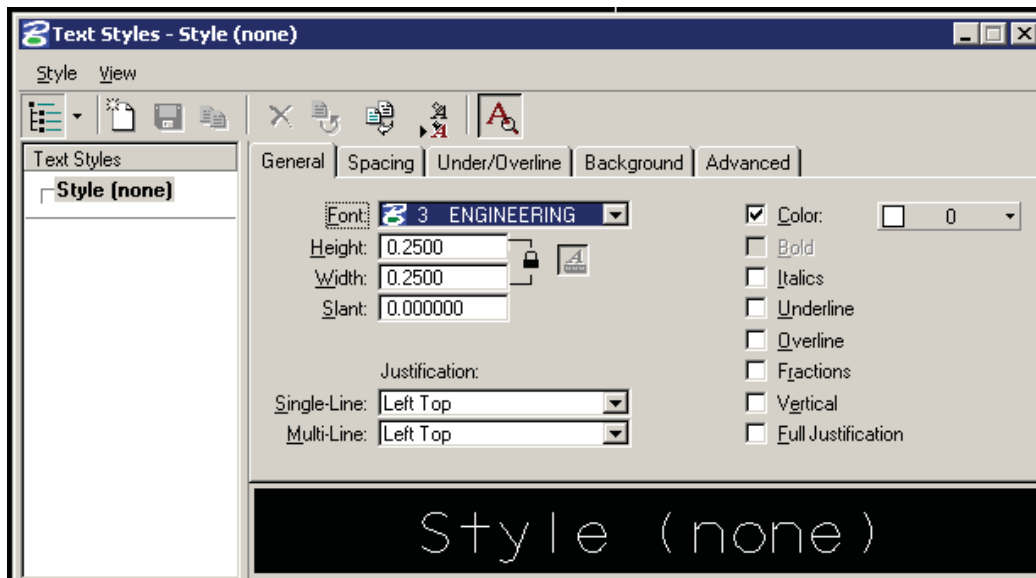 Text Styles - Style (none)
Style View
Text Styles
Style (none)
General Spacing Under/Overline Background Advanced
Font: 3 ENGINEERING
Height: 0.2500
Width: 0.2500
Slant: 0.000000
Justification:
Single-Line: Left Top
Multi-Line: Left Top
Color: 0
Bold
Italics
Underline
Overline
Fractions
Vertical
Full Justification
Style (none)